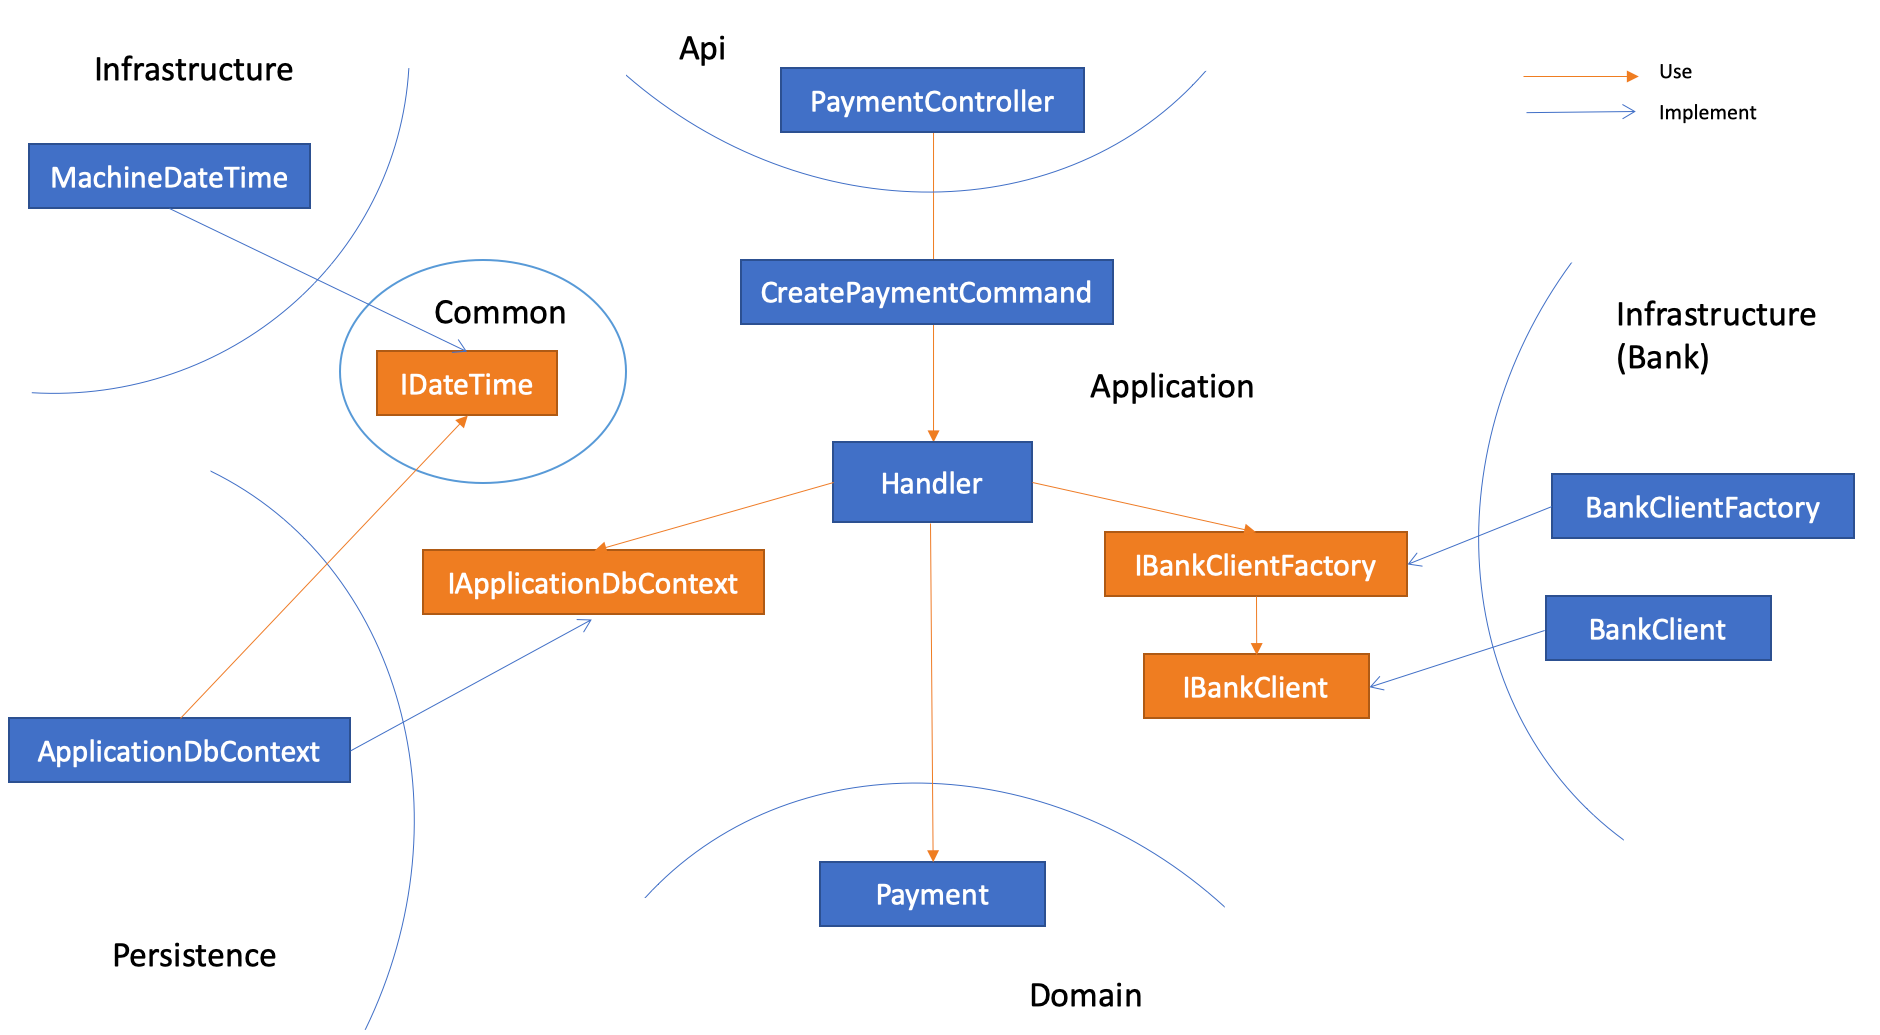 Api
Infrastructure
Use
PaymentController
Implement
MachineDateTime
CreatePaymentCommand
Common
Infrastructure
(Bank)
IDateTime
Application
Handler
BankClientFactory
IBankClientFactory
IApplicationDbContext
BankClient
IBankClient
ApplicationDbContext
Payment
Persistence
Domain